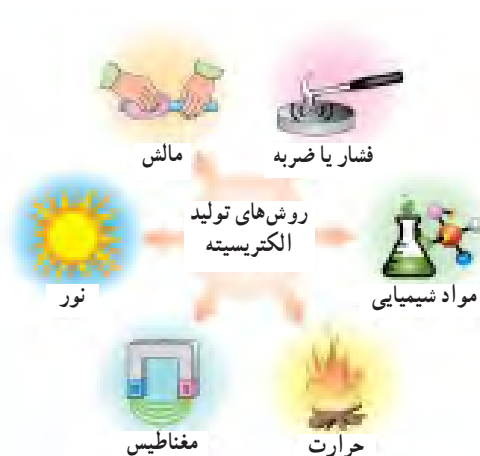 فشار یا ضربه
مالش
روش‌های تولید
الکتریسیته
مواد شیمیایی
نور
حرارت
مغناطیس